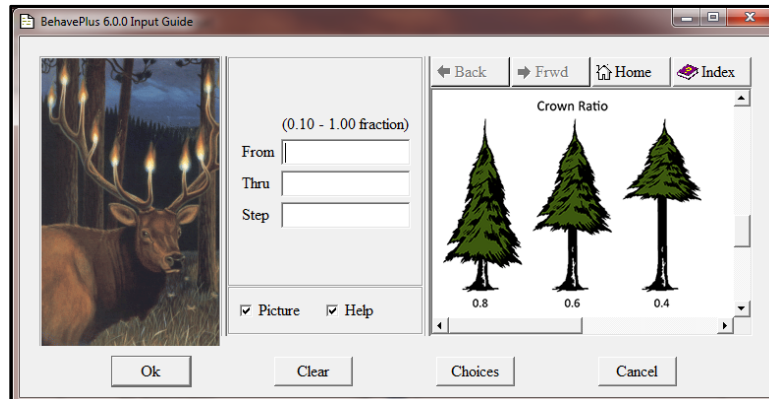 BehavePlus 6.0.0 Input Guide
Back
Frwd
Home
Index
(0.10 - 1.00 fraction)
From
Thru
Step
Picture
Help
Crown Ratio
0.8
0.6
0.4
Ok
Clear
Choices
Cancel